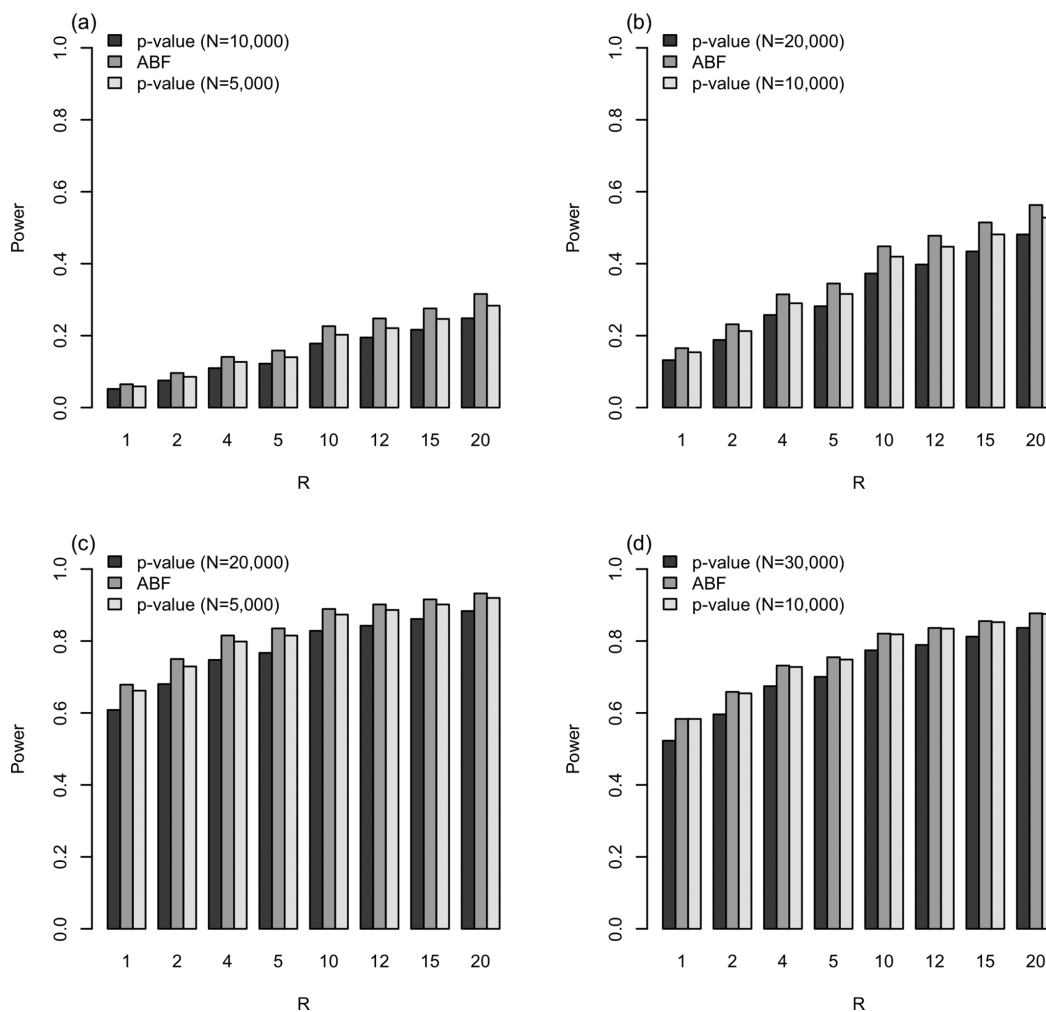 (a)
p-value (N=10,000)
ABF
p-value (N=5,000)
Power
0.0 0.2 0.4 0.6 0.8 1.0
1 2 4 5 10 12 15 20
R
(b)
p-value (N=20,000)
ABF
p-value (N=10,000)
Power
0.0 0.2 0.4 0.6 0.8 1.0
1 2 4 5 10 12 15 20
R
(c)
p-value (N=20,000)
ABF
p-value (N=5,000)
Power
0.0 0.2 0.4 0.6 0.8 1.0
1 2 4 5 10 12 15 20
R
(d)
p-value (N=30,000)
ABF
p-value (N=10,000)
Power
0.0 0.2 0.4 0.6 0.8 1.0
1 2 4 5 10 12 15 20
R